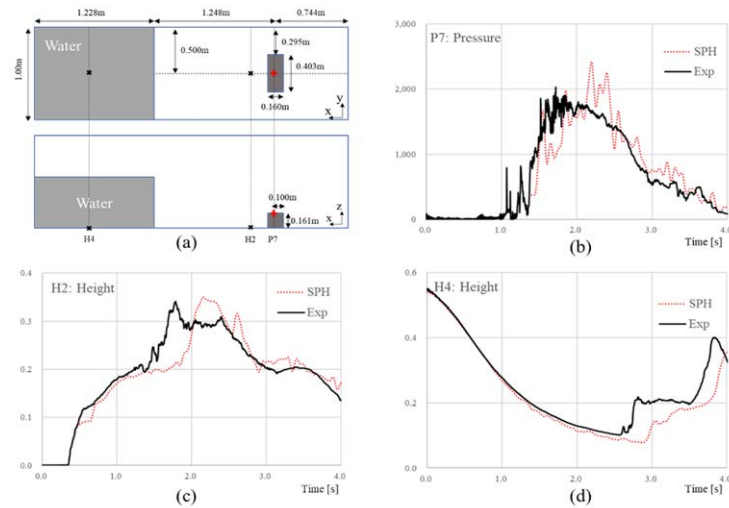 1.228m
1.248m
0.744m
Water
1.00m
0.500m
0.295m
0.403m
0.160m
y
x
Water
0.100m
0.161m
z
x
H4
(a)
H2
P7
P7: Pressure
SPH
Exp
3,000
2,000
1,000
0
0.0
1.0
2.0
3.0
4.0
Time [s]
(b)
H2: Height
SPH
Exp
0.4
0.3
0.2
0.1
0.0
0.0
1.0
2.0
3.0
4.0
Time [s]
(c)
H4: Height
SPH
Exp
0.6
0.4
0.2
0.0
0.0
1.0
2.0
3.0
4.0
Time [s]
(d)